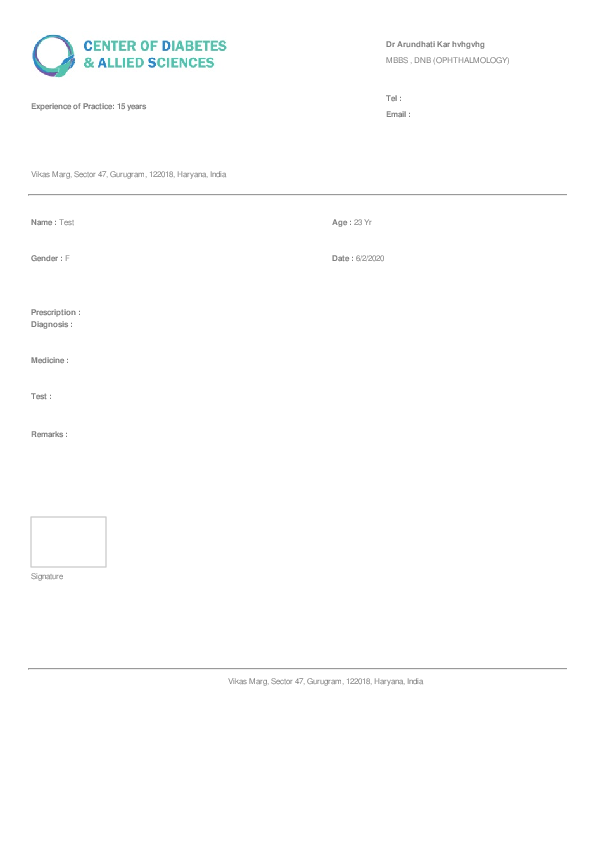 CENTER OF DIABETES
& ALLIED SCIENCES
Dr Arundhati Kar hvhgvhg
MBBS , DNB (OPHTHALMOLOGY)
Experience of Practice: 15 years
Tel :
Email :
Vikas Marg, Sector 47, Gurugram, 122018, Haryana, India
Name : Test
Age : 23 Yr
Gender : F
Date : 6/2/2020
Prescription :
Diagnosis :
Medicine :
Test :
Remarks :
Signature
Vikas Marg, Sector 47, Gurugram, 122018, Haryana, India